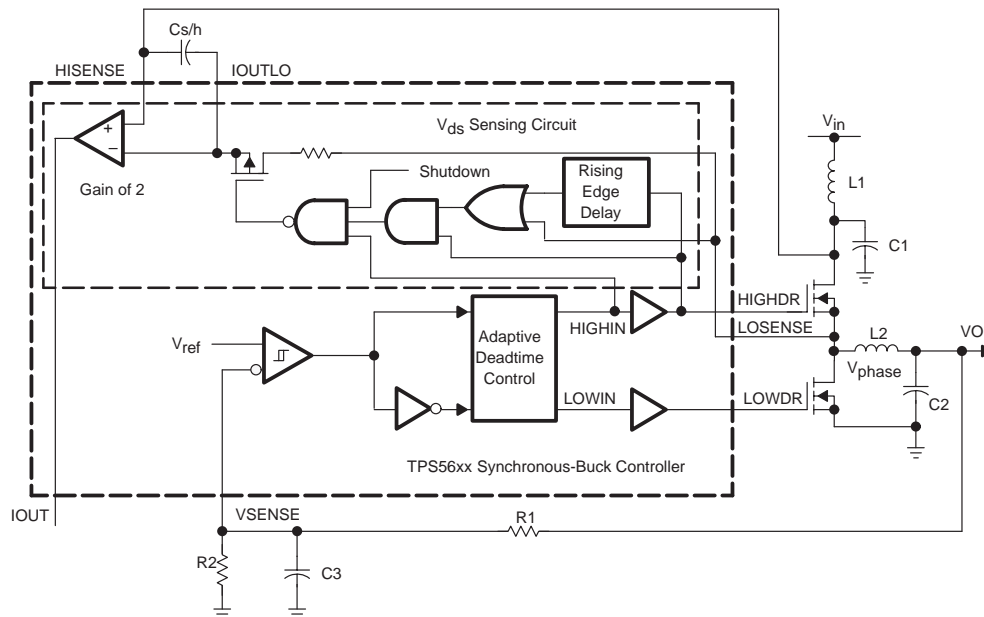 Cs/h
HISENSE
IOUTLO
+
−
Gain of 2
Vds Sensing Circuit
Shutdown
Rising
Edge
Delay
Vin
L1
C1
HIGHDR
HIGHIN
LOSENSE
Vref
Adaptive
Deadtime
Control
L2
VO
Vphase
C2
LOWIN
LOWDR
TPS56xx Synchronous-Buck Controller
IOUT
VSENSE
R1
R2
C3